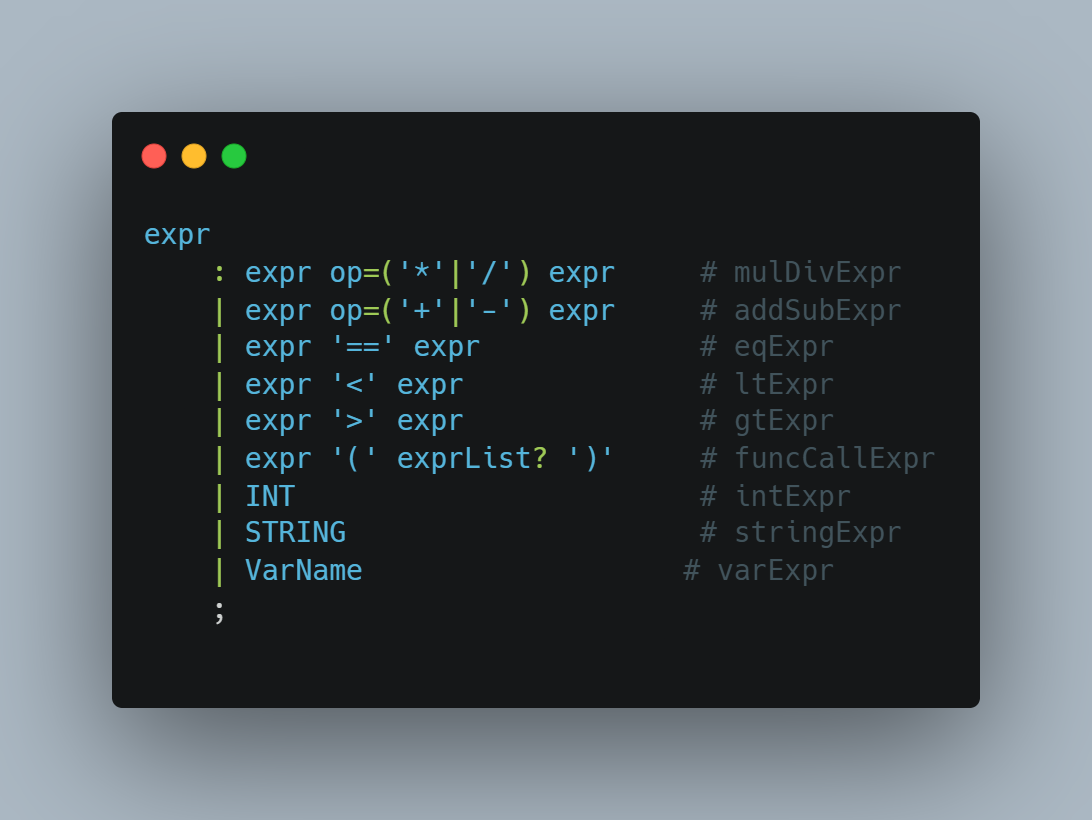 expr
    : expr op=('*'|'/') expr     # mulDivExpr
    | expr op=('+'|'-') expr     # addSubExpr
    | expr '==' expr             # eqExpr
    | expr '<' expr              # ltExpr
    | expr '>' expr              # gtExpr
    | expr '(' exprList? ')'     # funcCallExpr
    | INT                        # intExpr
    | STRING                     # stringExpr
    | VarName                   # varExpr
    ;